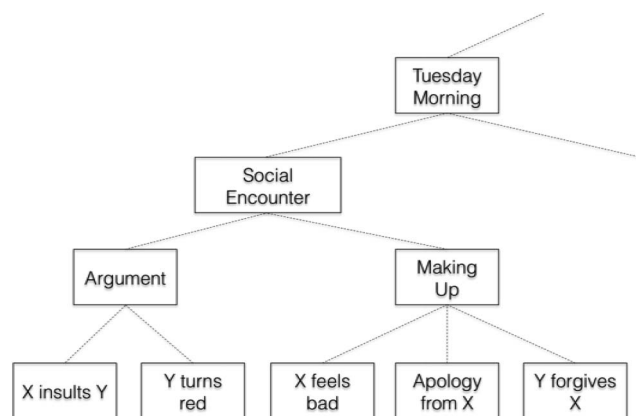 Tuesday
Morning
Social
Encounter
Argument
Making
Up
X insults Y
Y turns
red
X feels
bad
Apology
from X
Y forgives
X